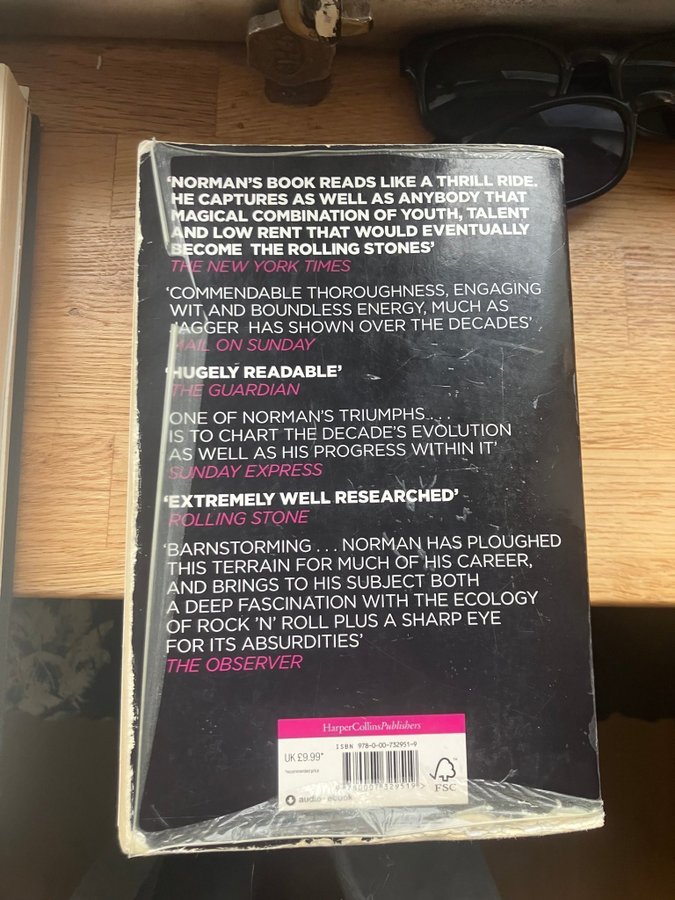 ‘NORMAN’S BOOK READS LIKE A THRILL RIDE.
HE CAPTURES AS WELL AS ANYBODY THAT
MAGICAL COMBINATION OF YOUTH, TALENT
AND LOW RENT THAT WOULD EVENTUALLY
BECOME THE ROLLING STONES’
THE NEW YORK TIMES
‘COMMENDABLE THOROUGHNESS, ENGAGING
WIT AND BOUNDLESS ENERGY, MUCH AS
JAGGER HAS SHOWN OVER THE DECADES’
MAIL ON SUNDAY
‘HUGELY READABLE’
THE GUARDIAN
ONE OF NORMAN’S TRIUMPHS . . .
IS TO CHART THE DECADE’S EVOLUTION
AS WELL AS HIS PROGRESS WITHIN IT’
SUNDAY EXPRESS
‘EXTREMELY WELL RESEARCHED’
ROLLING STONE
‘BARNSTORMING . . . NORMAN HAS PLOUGHED
THIS TERRAIN FOR MUCH OF HIS CAREER,
AND BRINGS TO HIS SUBJECT BOTH
A DEEP FASCINATION WITH THE ECOLOGY
OF ROCK ’N’ ROLL PLUS A SHARP EYE
FOR ITS ABSURDITIES’
THE OBSERVER
HarperCollinsPublishers
ISBN 978-0-00-732951-9
UK £9.99*
*recommended price
9780007329519 >
FSC™
audio · ebook